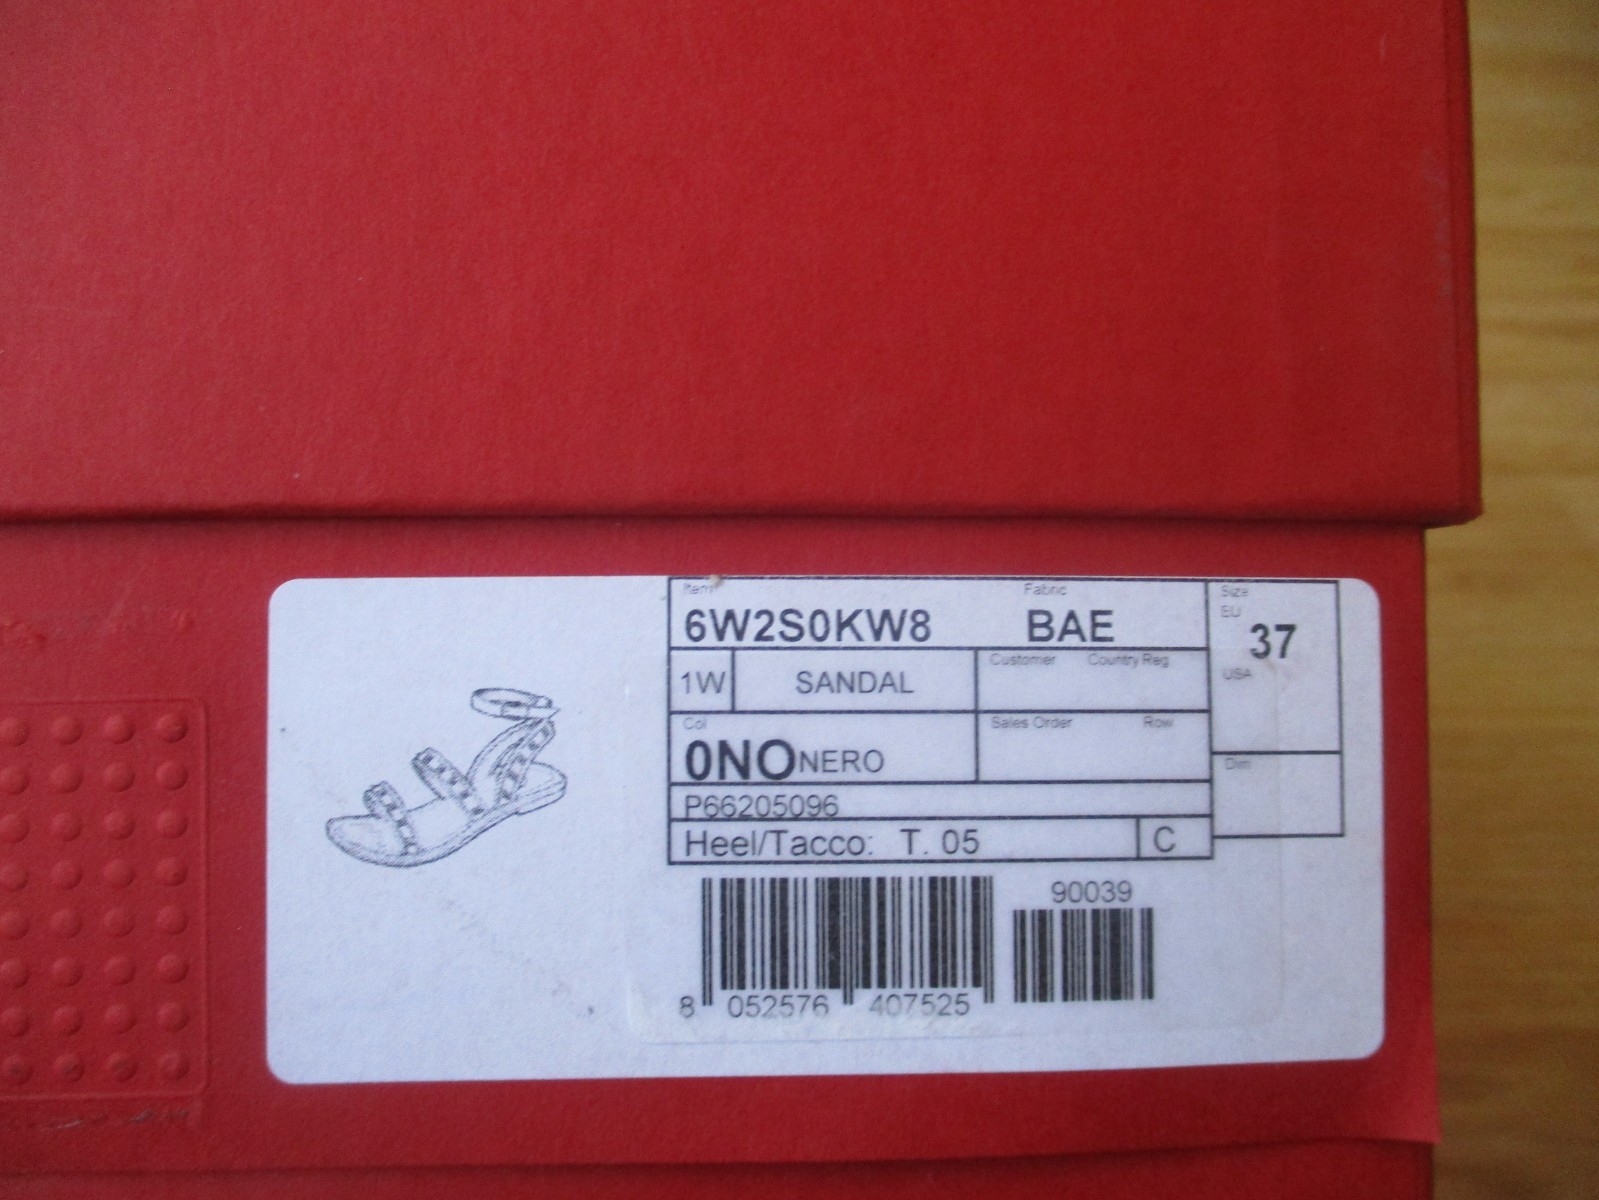 Item Fabric Size
6W2S0KW8 BAE EU 37
1W SANDAL Customer Country Reg USA
Col Sales Order Row
0NO NERO Dim
P66205096
Heel/Tacco: T. 05 C
90039
8 052576 407525